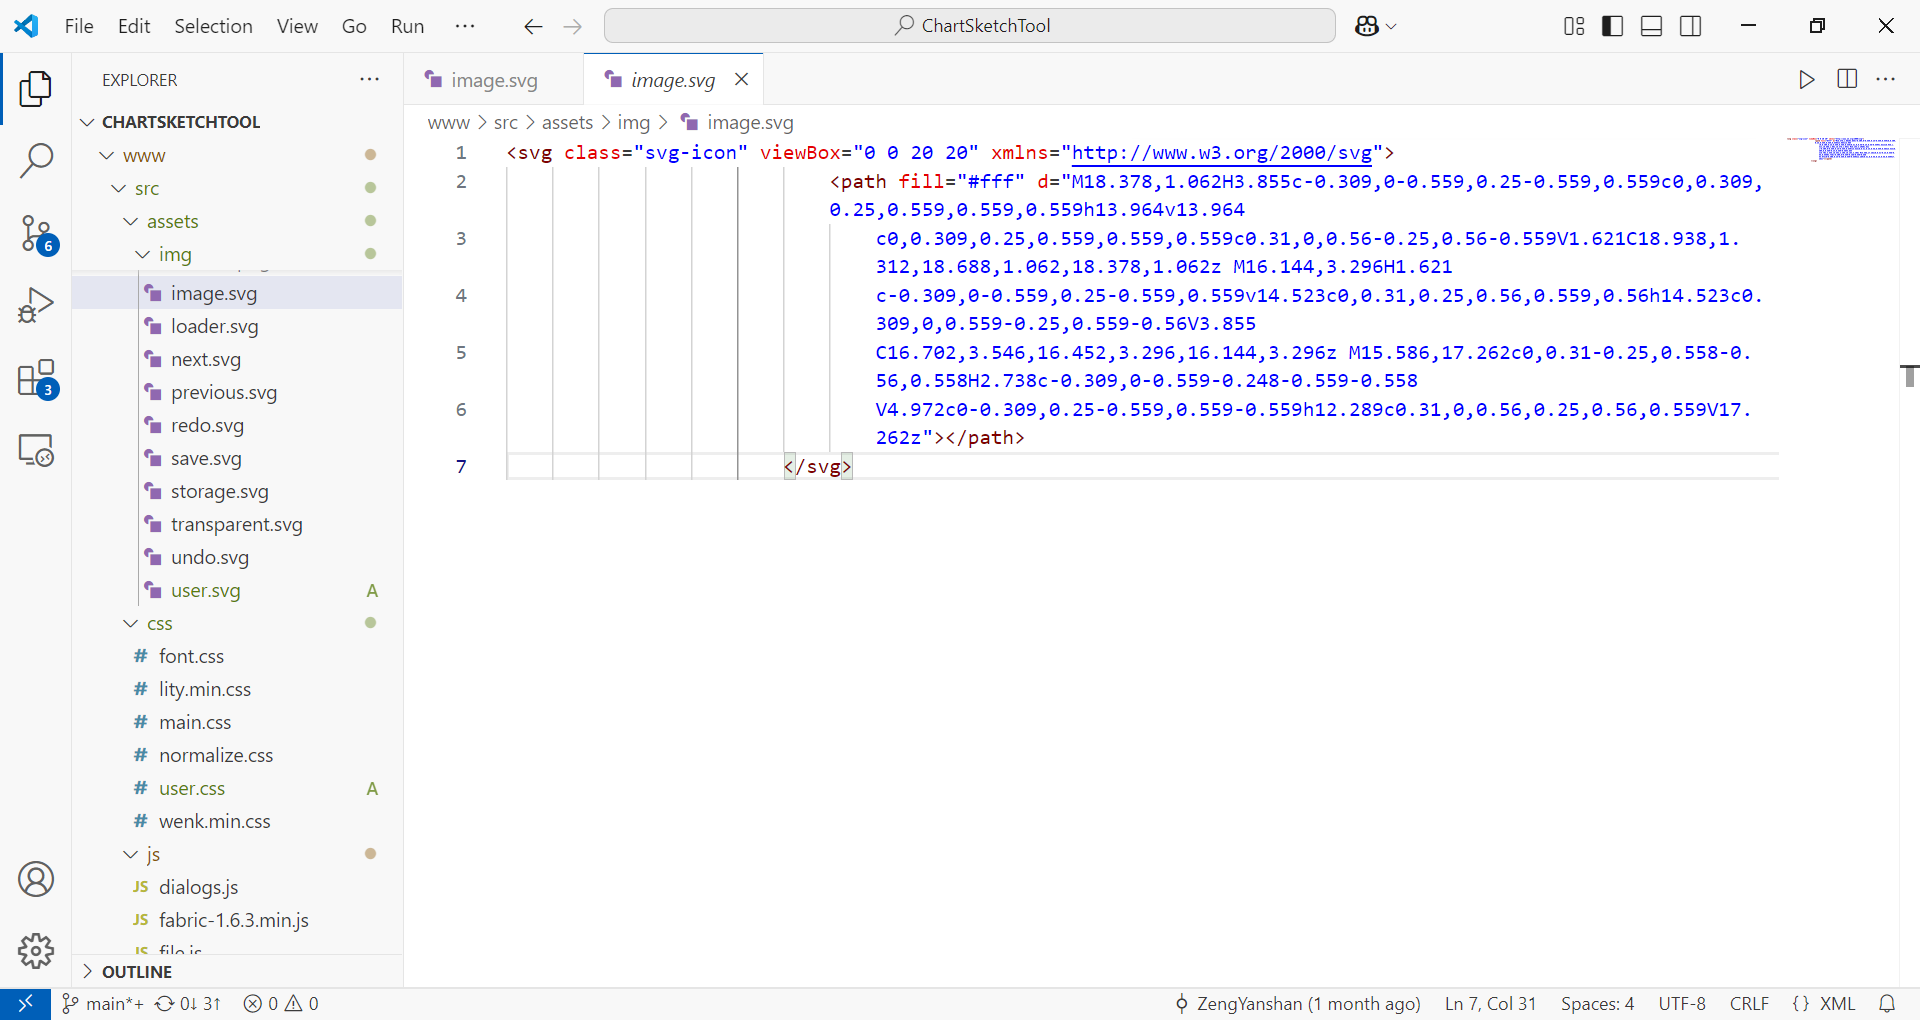 File Edit Selection View Go Run ··· ChartSketchTool
EXPLORER
CHARTSKETCHTOOL
www
src
assets
img
image.svg
loader.svg
next.svg
previous.svg
redo.svg
save.svg
storage.svg
transparent.svg
undo.svg
user.svg A
css
# font.css
# lity.min.css
# main.css
# normalize.css
# user.css A
# wenk.min.css
js
JS dialogs.js
JS fabric-1.6.3.min.js
JS file.js
OUTLINE
6
3
image.svg image.svg
www > src > assets > img > image.svg
1 <svg class="svg-icon" viewBox="0 0 20 20" xmlns="http://www.w3.org/2000/svg">
2 <path fill="#fff" d="M18.378,1.062H3.855c-0.309,0-0.559,0.25-0.559,0.559c0,0.309,
0.25,0.559,0.559,0.559h13.964v13.964
3 c0,0.309,0.25,0.559,0.559,0.559c0.31,0,0.56-0.25,0.56-0.559V1.621C18.938,1.
312,18.688,1.062,18.378,1.062z M16.144,3.296H1.621
4 c-0.309,0-0.559,0.25-0.559,0.559v14.523c0,0.31,0.25,0.56,0.559,0.56h14.523c0.
309,0,0.559-0.25,0.559-0.56V3.855
5 C16.702,3.546,16.452,3.296,16.144,3.296z M15.586,17.262c0,0.31-0.25,0.558-0.
56,0.558H2.738c-0.309,0-0.559-0.248-0.559-0.558
6 V4.972c0-0.309,0.25-0.559,0.559-0.559h12.289c0.31,0,0.56,0.25,0.56,0.559V17.
262z"></path>
7 </svg>
main*+ 0↓ 3↑ 0 0 ZengYanshan (1 month ago) Ln 7, Col 31 Spaces: 4 UTF-8 CRLF {} XML